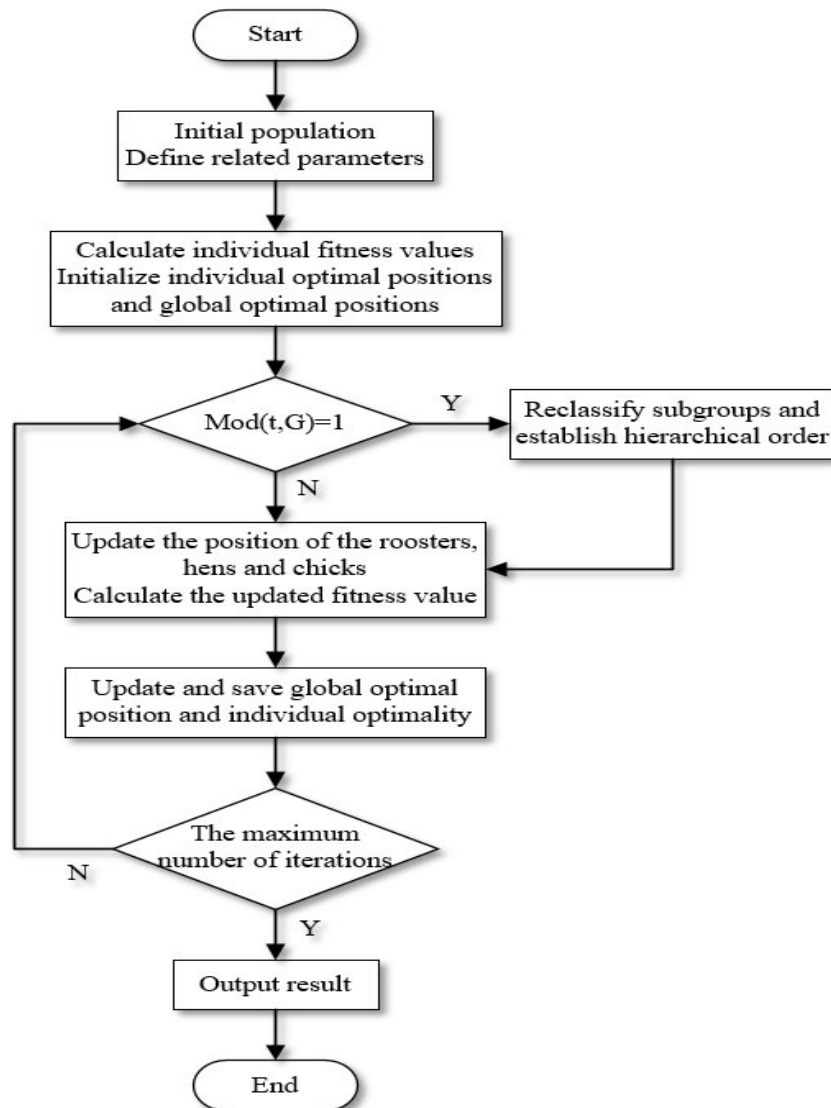 Start
Initial population
Define related parameters
Calculate individual fitness values
Initialize individual optimal positions
and global optimal positions
Mod(t,G)=1
Y
Reclassify subgroups and
establish hierarchical order
N
Update the position of the roosters,
hens and chicks
Calculate the updated fitness value
Update and save global optimal
position and individual optimality
The maximum
number of iterations
N
Y
Output result
End